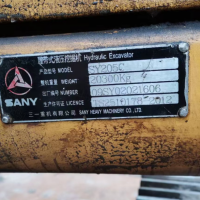 履带式液压挖掘机 Hydraulic Excavator
产品型号 MODEL SY205C
整机重量 WEIGHT 20300kg
出厂编号 NUMBER
生产许可证 PRODUCTION LICENCE
SANY
三一重机有限公司 SANY HEAVY MACHINERY CO., LTD.